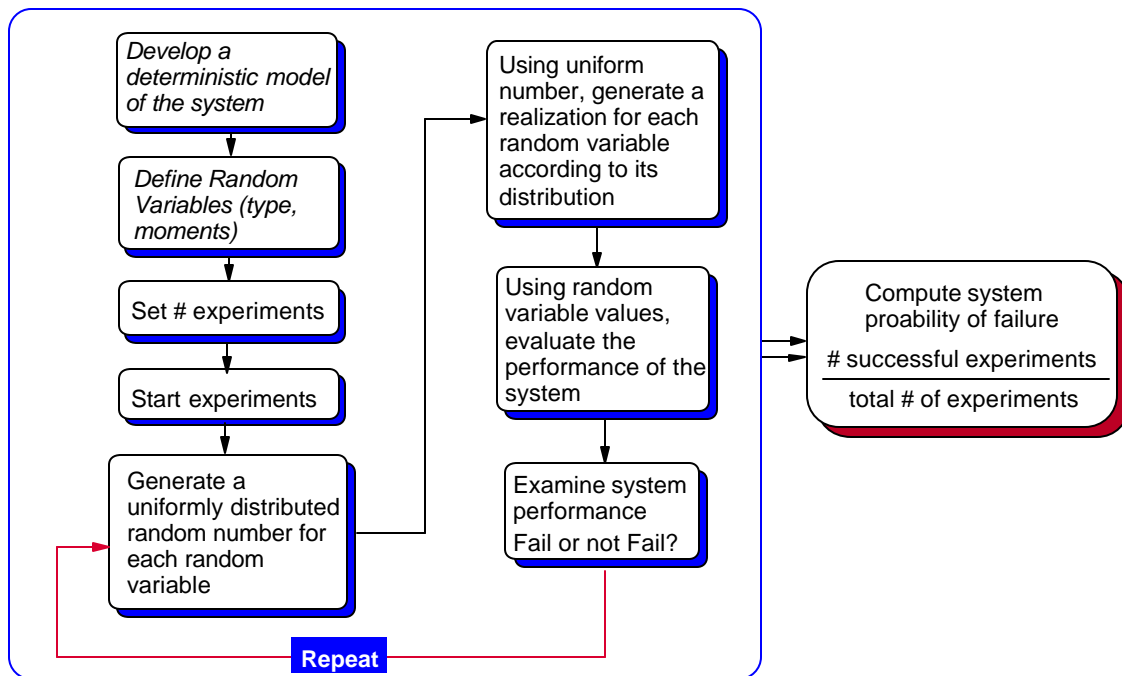 Develop a
deterministic model
of the system
Define Random
Variables (type,
moments)
Set # experiments
Start experiments
Generate a
uniformly distributed
random number for
each random
variable
Using uniform
number, generate a
realization for each
random variable
according to its
distribution
Using random
variable values,
evaluate the
performance of the
system
Examine system
performance
Fail or not Fail?
Repeat
Compute system
proability of failure
# successful experiments
total # of experiments